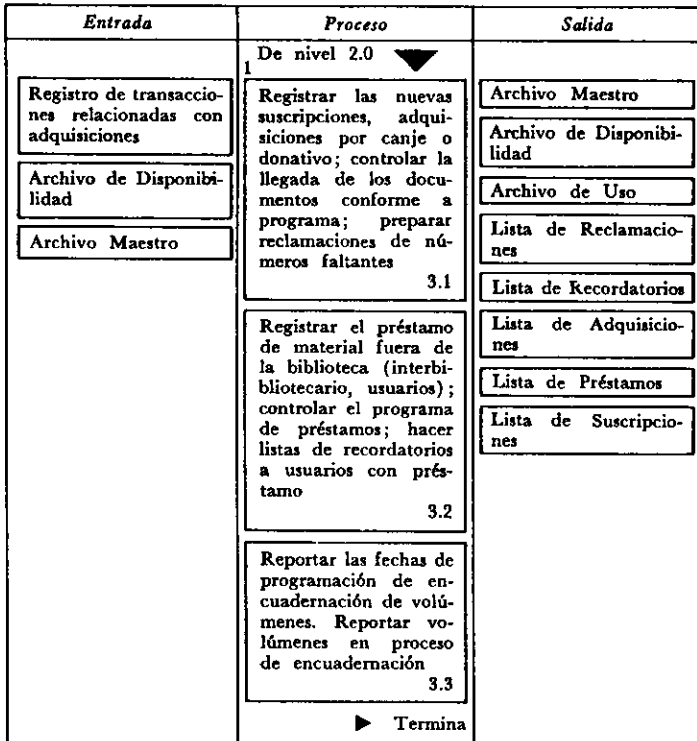 Entrada
Proceso
Salida
Registro de transaccio-
nes relacionadas con
adquisiciones
Archivo de Disponibi-
lidad
Archivo Maestro
De nivel 2.0
1
Registrar las nuevas
suscripciones, adqui-
siciones por canje o
donativo; controlar la
llegada de los docu-
mentos conforme a
programa; preparar
reclamaciones de nú-
meros faltantes
3.1
Registrar el préstamo
de material fuera de
la biblioteca (interbi-
bliotecario, usuarios);
controlar el programa
de préstamos; hacer
listas de recordatorios
a usuarios con prés-
tamo
3.2
Reportar las fechas de
programación de en-
cuadernación de volú-
menes. Reportar vo-
lúmenes en proceso
de encuadernación
3.3
Termina
Archivo Maestro
Archivo de Disponibi-
lidad
Archivo de Uso
Lista de Reclamacio-
nes
Lista de Recordatorios
Lista de Adquisicio-
nes
Lista de Préstamos
Lista de Suscripcio-
nes